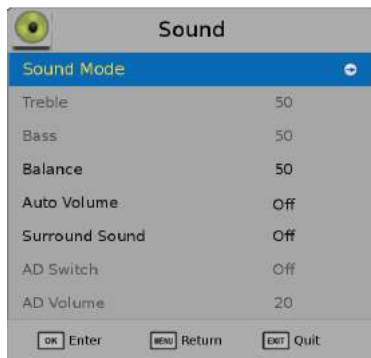 Sound
Sound Mode
Treble 50
Bass 50
Balance 50
Auto Volume Off
Surround Sound Off
AD Switch Off
AD Volume 20
OK Enter MENU Return EXIT Quit